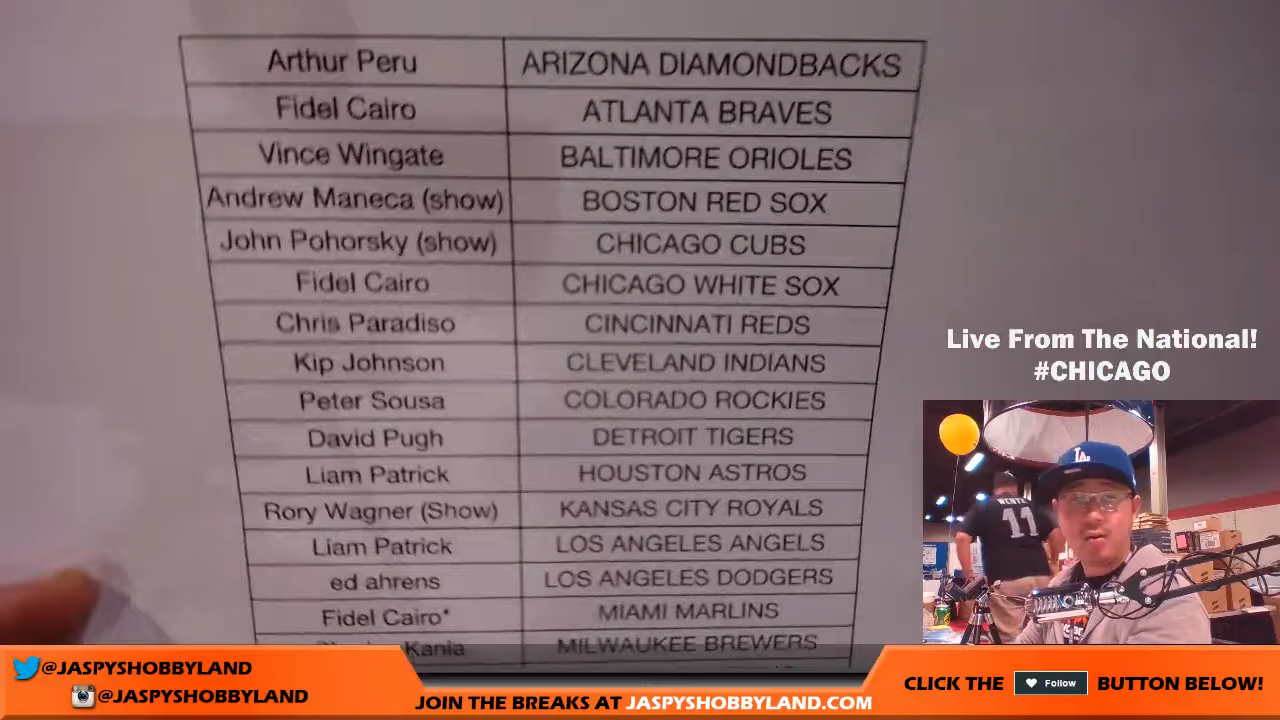 Arthur Peru ARIZONA DIAMONDBACKS
Fidel Cairo ATLANTA BRAVES
Vince Wingate BALTIMORE ORIOLES
Andrew Maneca (show) BOSTON RED SOX
John Pohorsky (show) CHICAGO CUBS
Fidel Cairo CHICAGO WHITE SOX
Chris Paradiso CINCINNATI REDS
Kip Johnson CLEVELAND INDIANS
Peter Sousa COLORADO ROCKIES
David Pugh DETROIT TIGERS
Liam Patrick HOUSTON ASTROS
Rory Wagner (Show) KANSAS CITY ROYALS
Liam Patrick LOS ANGELES ANGELS
ed ahrens LOS ANGELES DODGERS
Fidel Cairo* MIAMI MARLINS
Kania MILWAUKEE BREWERS
Live From The National!
#CHICAGO
LA
WENTZ
11
@JASPYSHOBBYLAND
@JASPYSHOBBYLAND
JOIN THE BREAKS AT JASPYSHOBBYLAND.COM
CLICK THE Follow BUTTON BELOW!